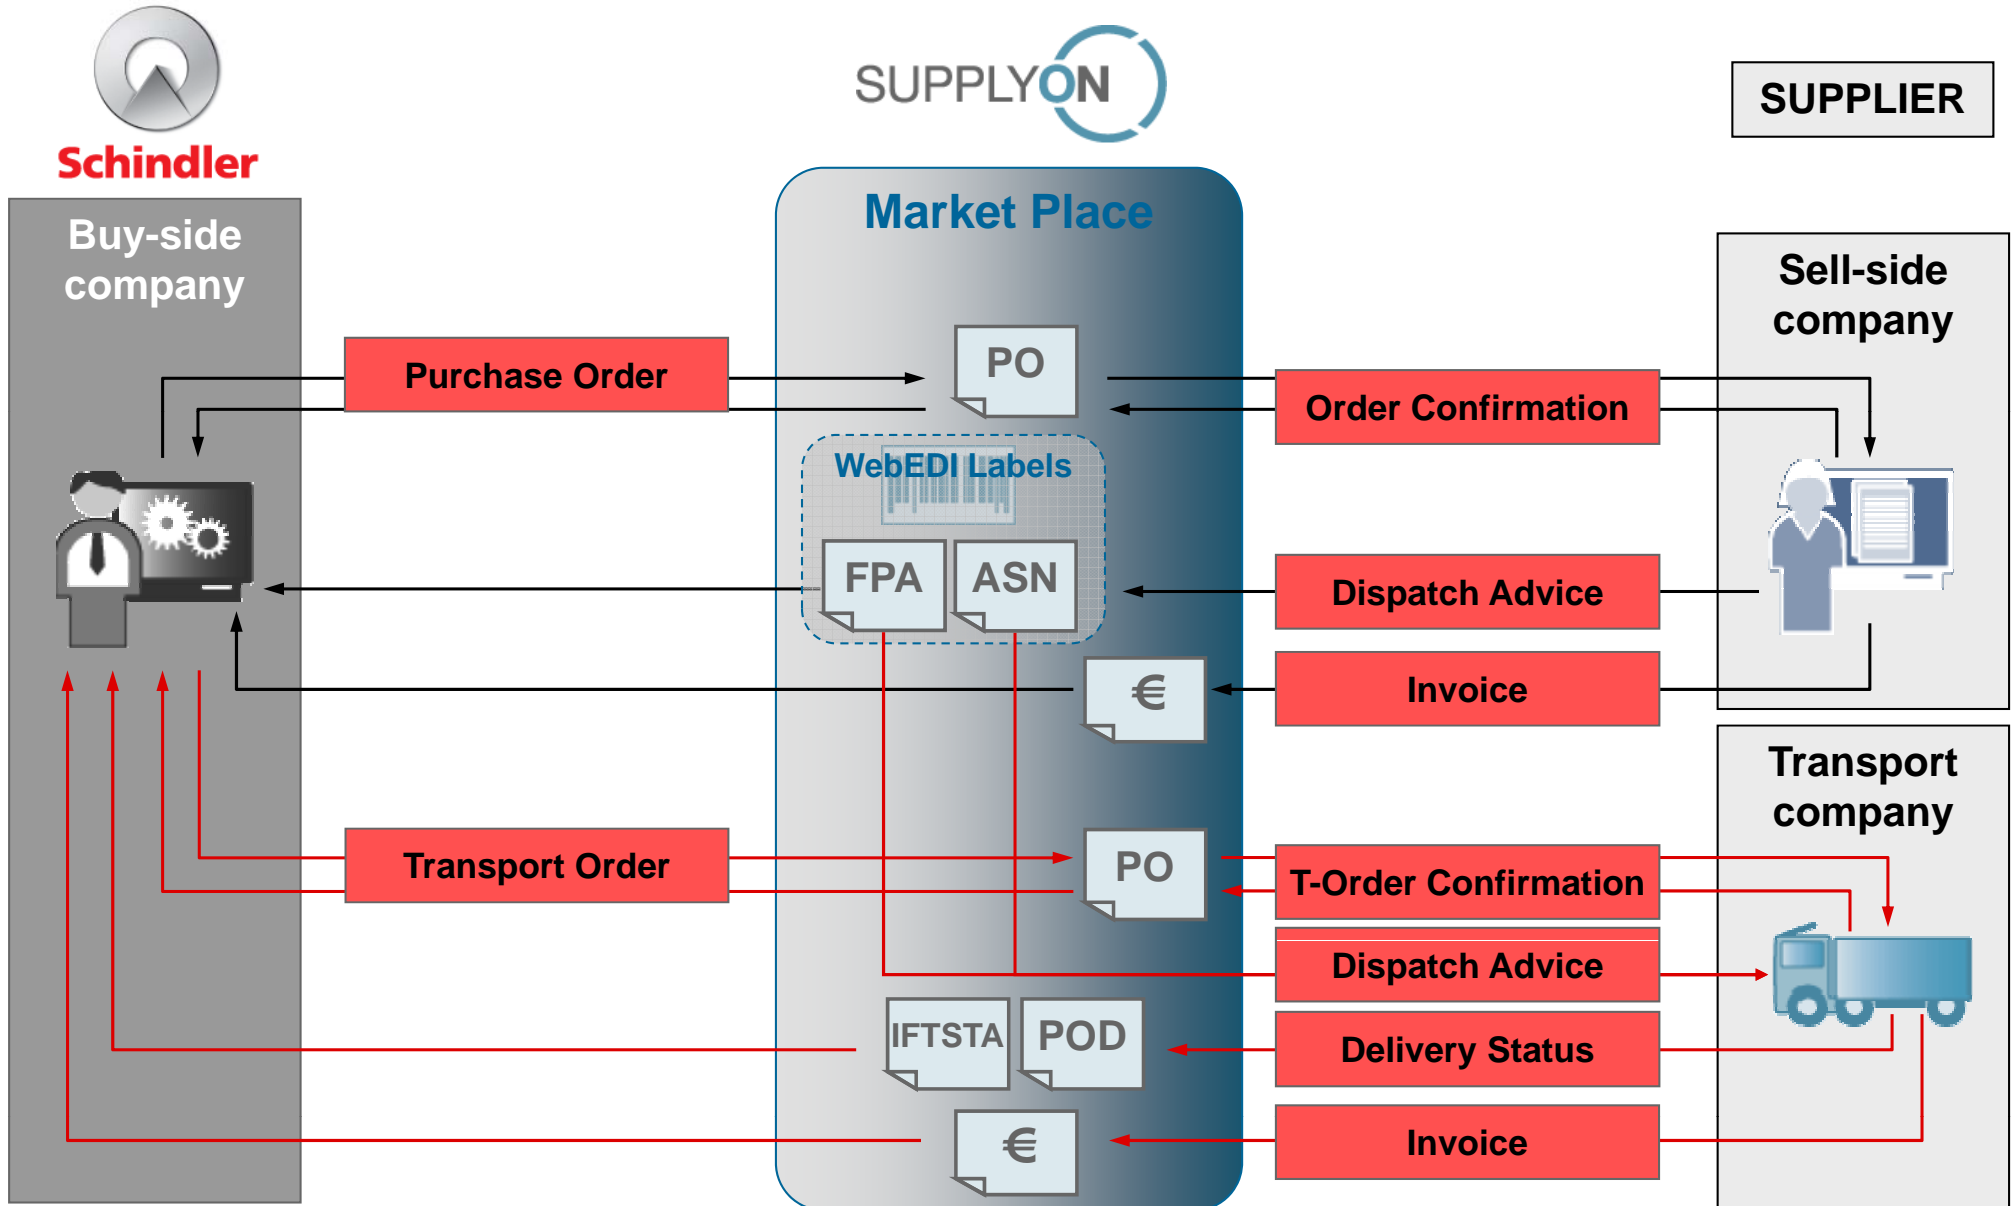 Schindler
SUPPLYON
SUPPLIER
Buy-side
company
Market Place
Sell-side
company
Purchase Order
PO
Order Confirmation
WebEDI Labels
FPA
ASN
Dispatch Advice
€
Invoice
Transport
company
Transport Order
PO
T-Order Confirmation
Dispatch Advice
IFTSTA
POD
Delivery Status
€
Invoice